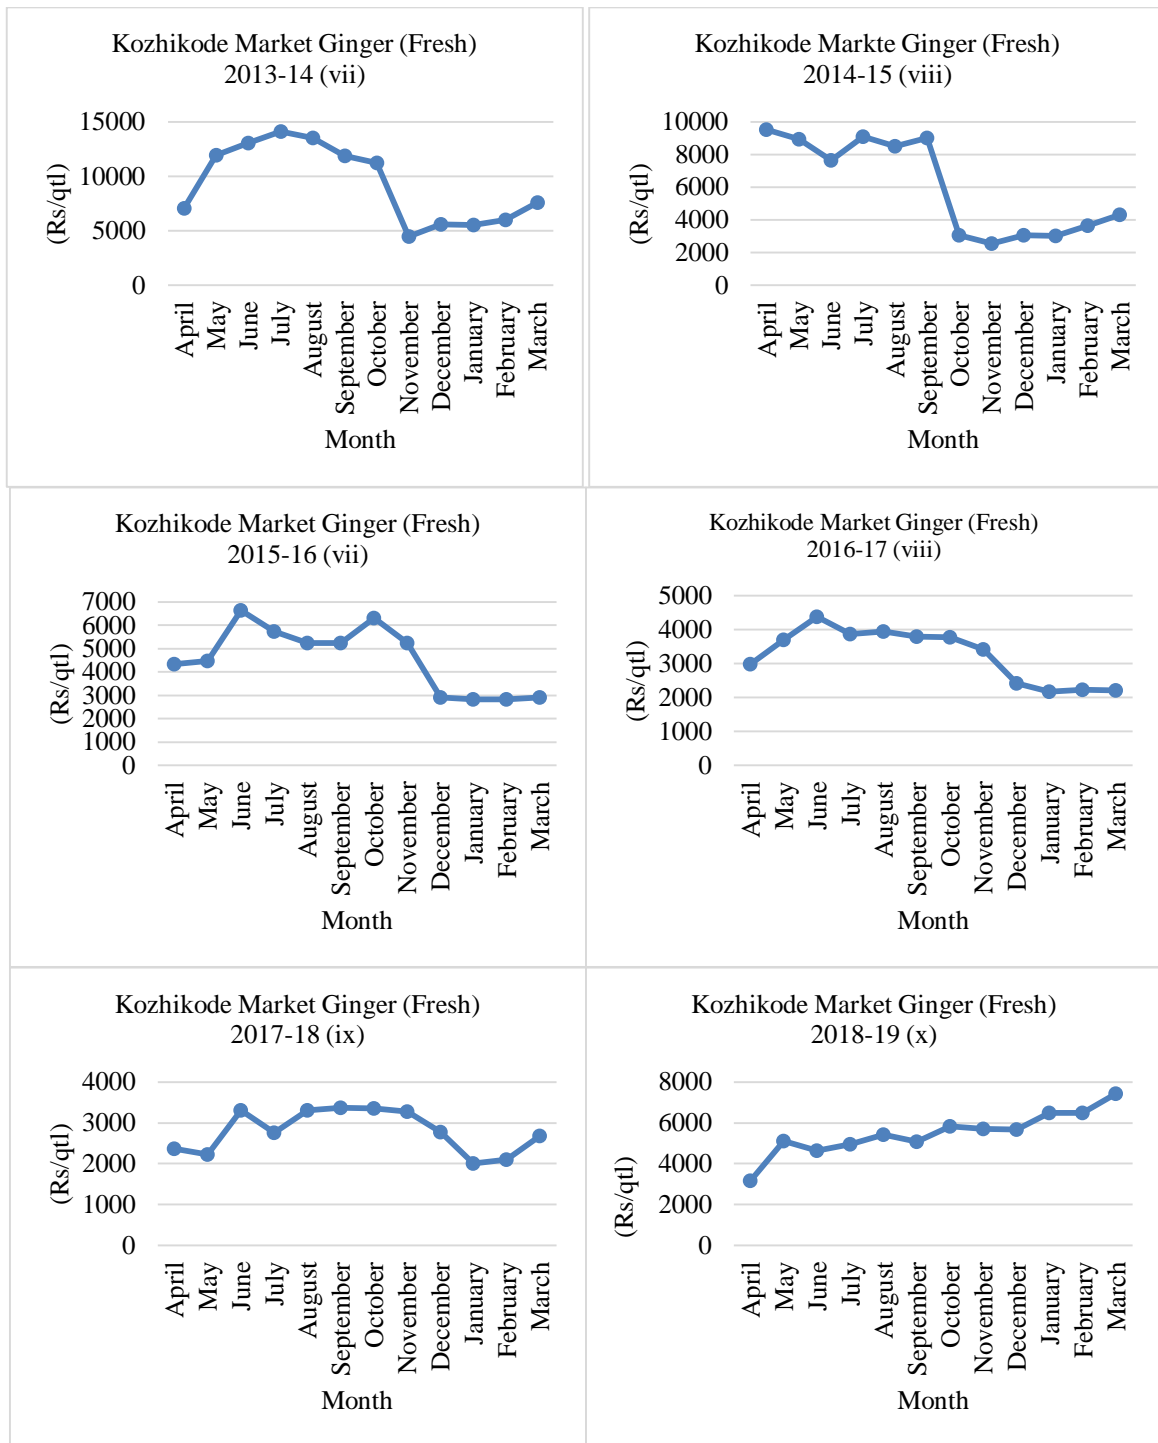 Kozhikode Market Ginger (Fresh)
2013-14 (vii)
(Rs/qtl)
15000
10000
5000
0
April
May
June
July
August
September
October
November
December
January
February
March
Month
Kozhikode Markte Ginger (Fresh)
2014-15 (viii)
(Rs/qtl)
10000
8000
6000
4000
2000
0
April
May
June
July
August
September
October
November
December
January
February
March
Month
Kozhikode Market Ginger (Fresh)
2015-16 (vii)
(Rs/qtl)
7000
6000
5000
4000
3000
2000
1000
0
April
May
June
July
August
September
October
November
December
January
February
March
Month
Kozhikode Market Ginger (Fresh)
2016-17 (viii)
(Rs/qtl)
5000
4000
3000
2000
1000
0
April
May
June
July
August
September
October
November
December
January
February
March
Month
Kozhikode Market Ginger (Fresh)
2017-18 (ix)
(Rs/qtl)
4000
3000
2000
1000
0
April
May
June
July
August
September
October
November
December
January
February
March
Month
Kozhikode Market Ginger (Fresh)
2018-19 (x)
(Rs/qtl)
8000
6000
4000
2000
0
April
May
June
July
August
September
October
November
December
January
February
March
Month